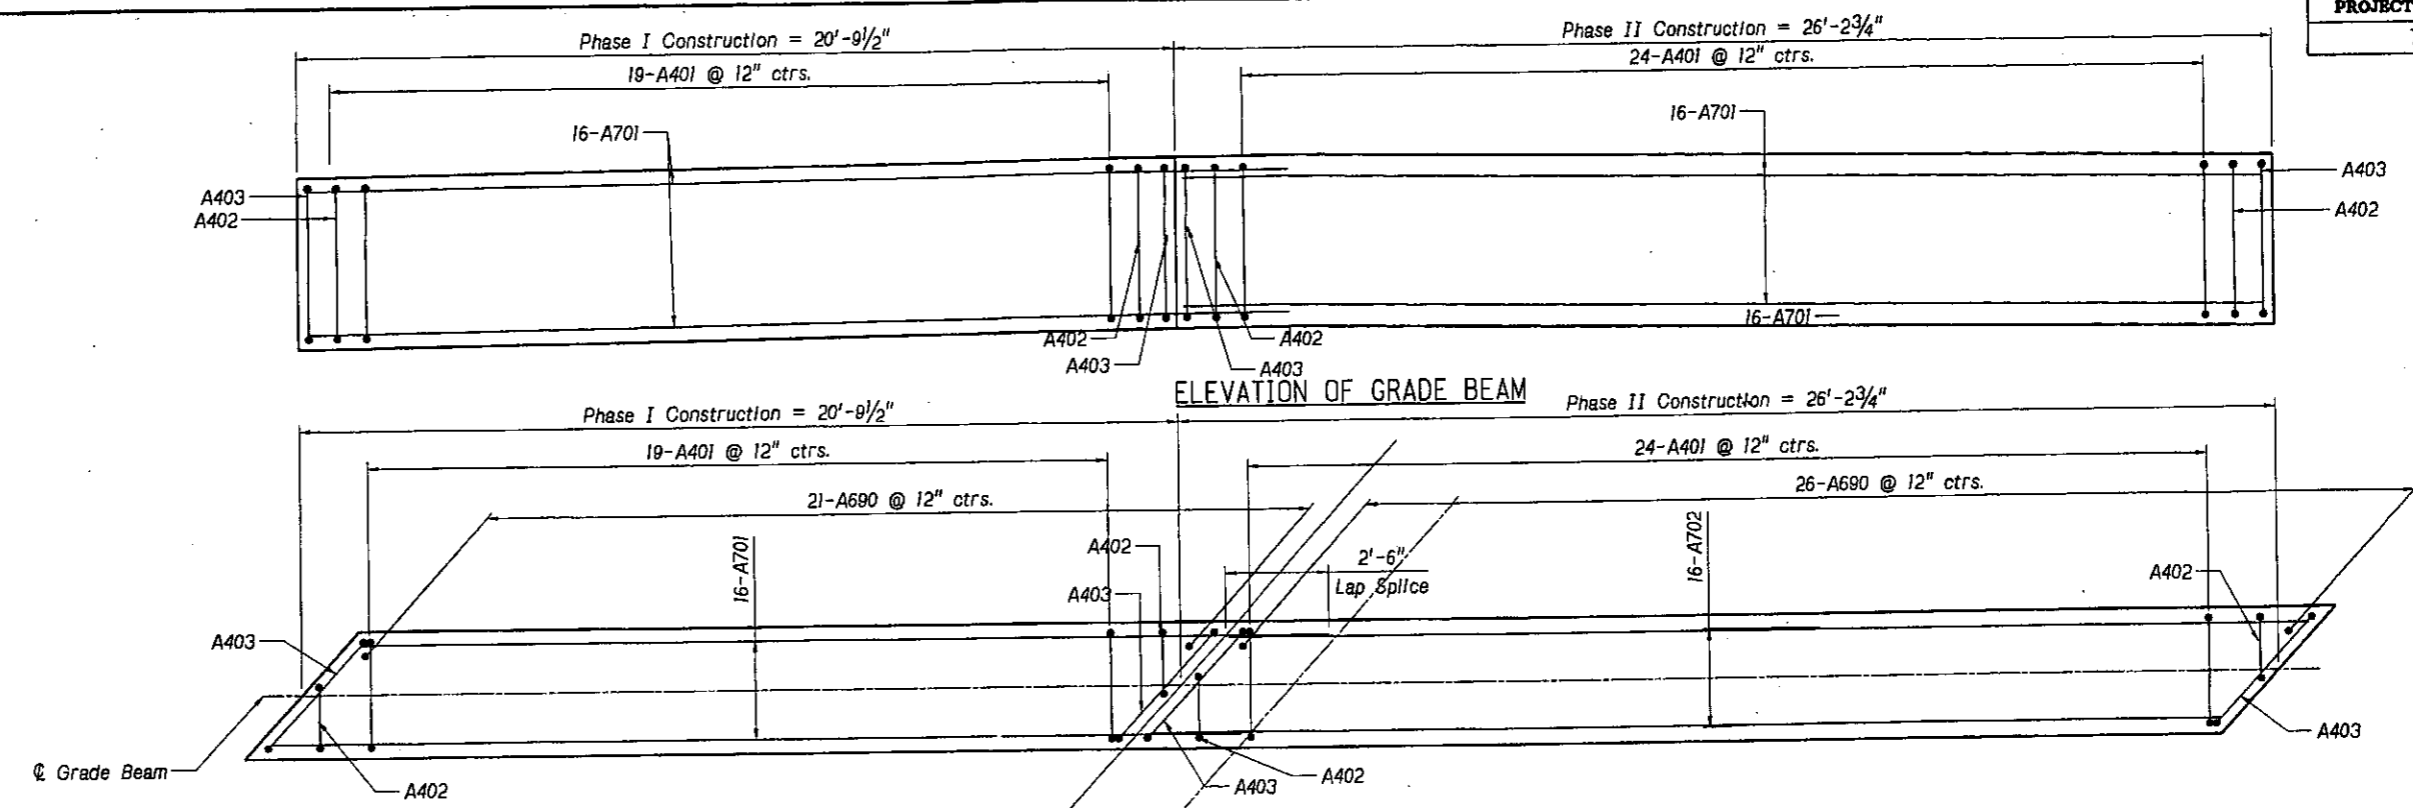 PROJECT
Phase I Construction = 20'-9½"
Phase II Construction = 26'-2¾"
19-A401 @ 12" ctrs.
24-A401 @ 12" ctrs.
16-A701
16-A701
A403
A402
A403
A402
16-A701
A402
A403
A402
A403
ELEVATION OF GRADE BEAM
Phase I Construction = 20'-9½"
Phase II Construction = 26'-2¾"
19-A401 @ 12" ctrs.
24-A401 @ 12" ctrs.
21-A690 @ 12" ctrs.
26-A690 @ 12" ctrs.
16-A701
A402
A403
2'-6"
Lap Splice
16-A702
A402
A403
A403
℄ Grade Beam
A402
A403
A402